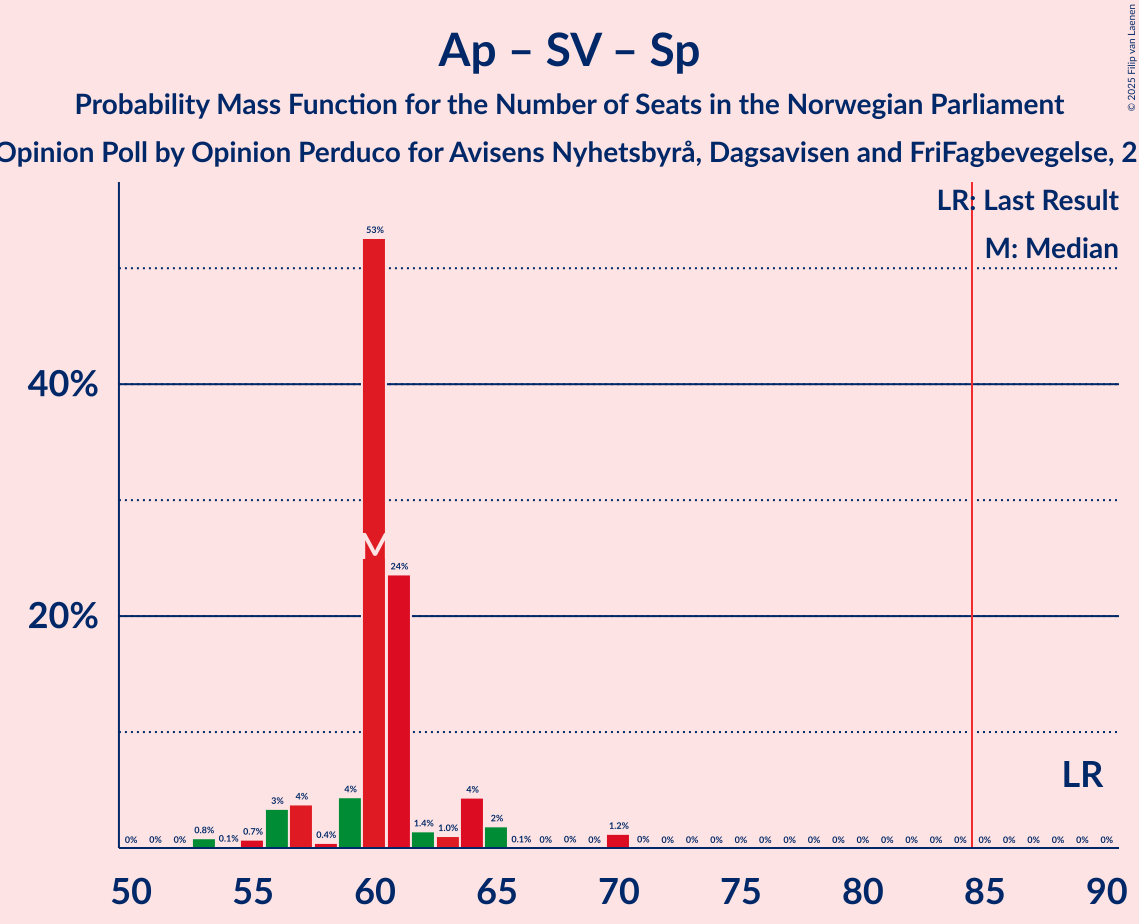 Ap – SV – Sp
Probability Mass Function for the Number of Seats in the Norwegian Parliament
Opinion Poll by Opinion Perduco for Avisens Nyhetsbyrå, Dagsavisen and FriFagbevegelse, 2
© 2025 Filip van Laenen
LR: Last Result
M: Median
40%
20%
53%
M
24%
LR
0% 0% 0% 0.8% 0.1% 0.7% 3% 4% 0.4% 4% 1.4% 1.0% 4% 2% 0.1% 0% 0% 0% 1.2% 0% 0% 0% 0% 0% 0% 0% 0% 0% 0% 0% 0% 0% 0% 0% 0% 0% 0% 0% 0%
50 55 60 65 70 75 80 85 90